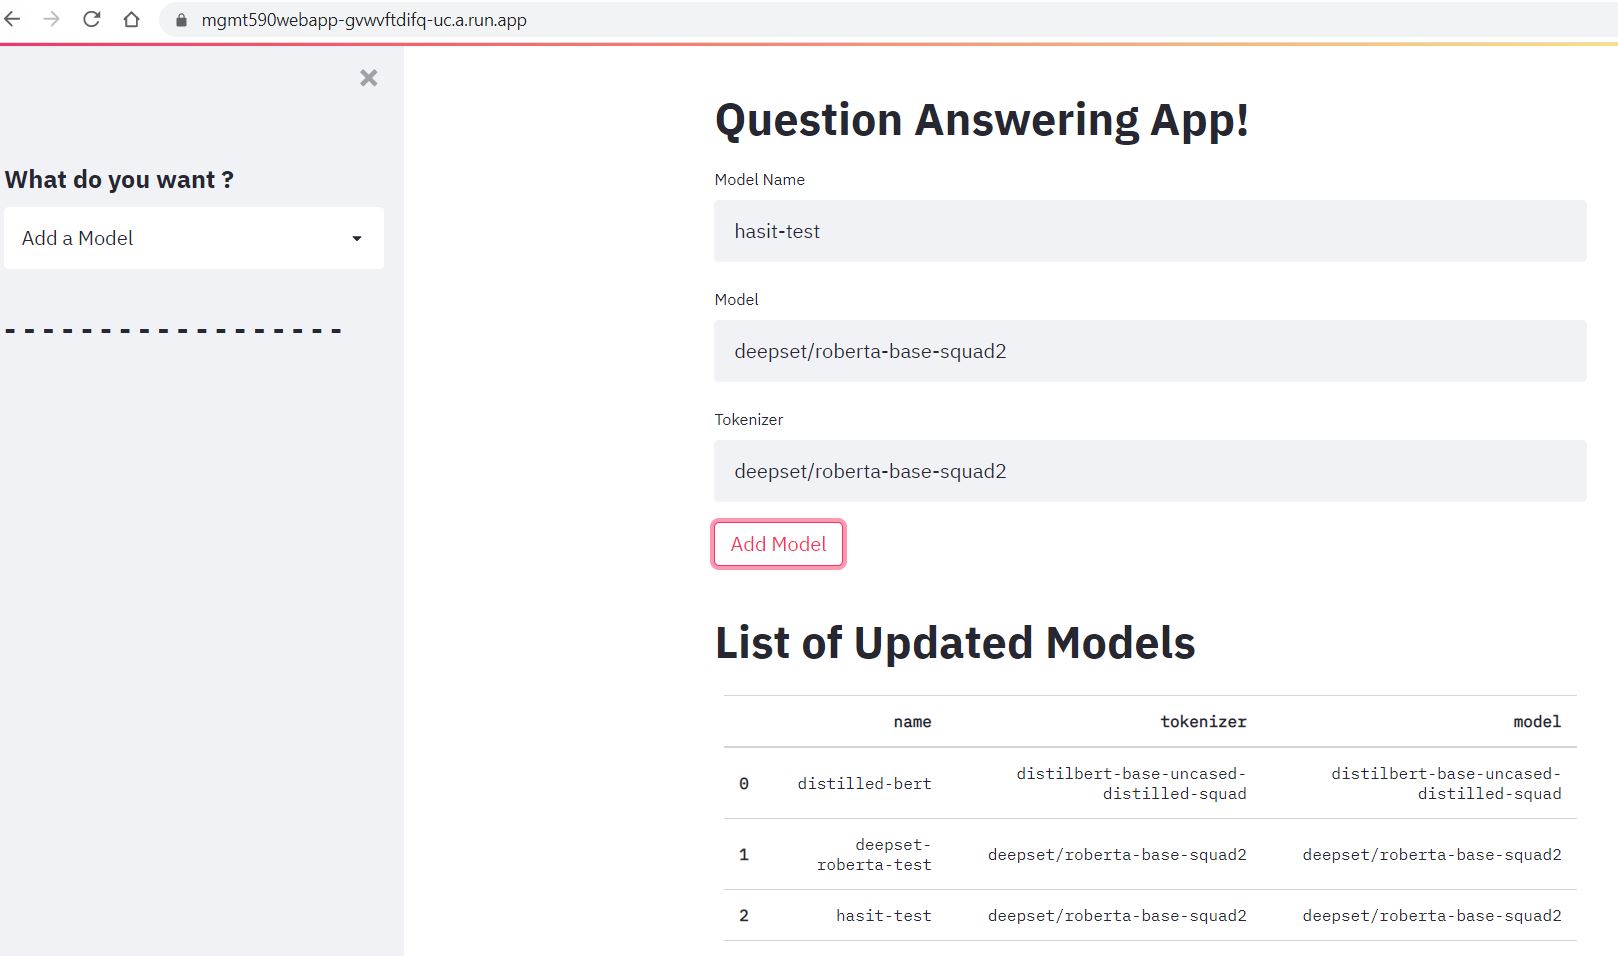 mgmt590webapp-gvwvftdifq-uc.a.run.app
What do you want ?
Add a Model
- - - - - - - - - - - - - - - - - -
Question Answering App!
Model Name
hasit-test
Model
deepset/roberta-base-squad2
Tokenizer
deepset/roberta-base-squad2
Add Model
List of Updated Models
name tokenizer model
0 distilled-bert distilbert-base-uncased-distilled-squad distilbert-base-uncased-distilled-squad
1 deepset-roberta-test deepset/roberta-base-squad2 deepset/roberta-base-squad2
2 hasit-test deepset/roberta-base-squad2 deepset/roberta-base-squad2